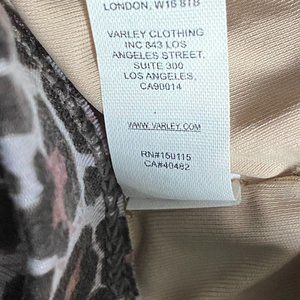 LONDON, W1G 8TB
VARLEY CLOTHING
INC 843 LOS
ANGELES STREET,
SUITE 300
LOS ANGELES,
CA90014
WWW.VARLEY.COM
RN#150115
CA#40482